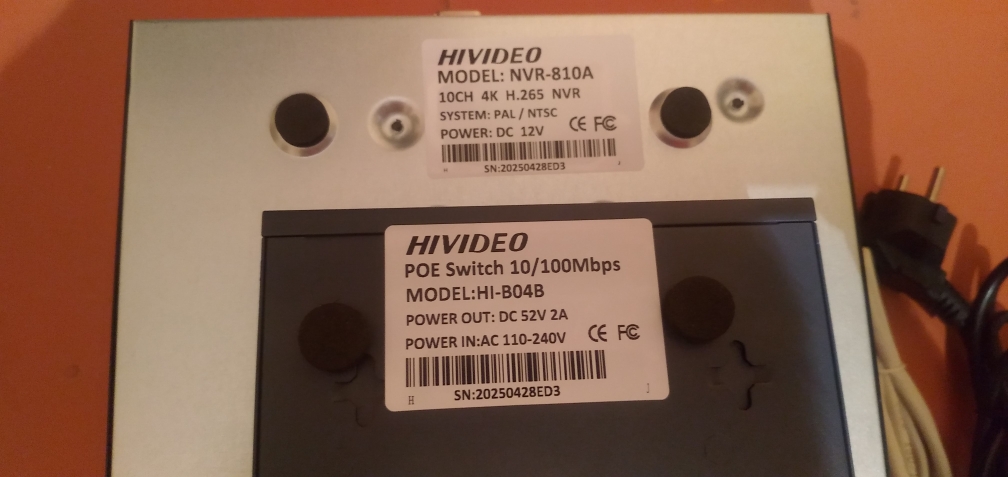 HIVIDEO
MODEL: NVR-810A
10CH 4K H.265 NVR
SYSTEM: PAL / NTSC
POWER: DC 12V CE FC
SN:20250428ED3
HIVIDEO
POE Switch 10/100Mbps
MODEL:HI-B04B
POWER OUT: DC 52V 2A
POWER IN:AC 110-240V CE FC
SN:20250428ED3
H J